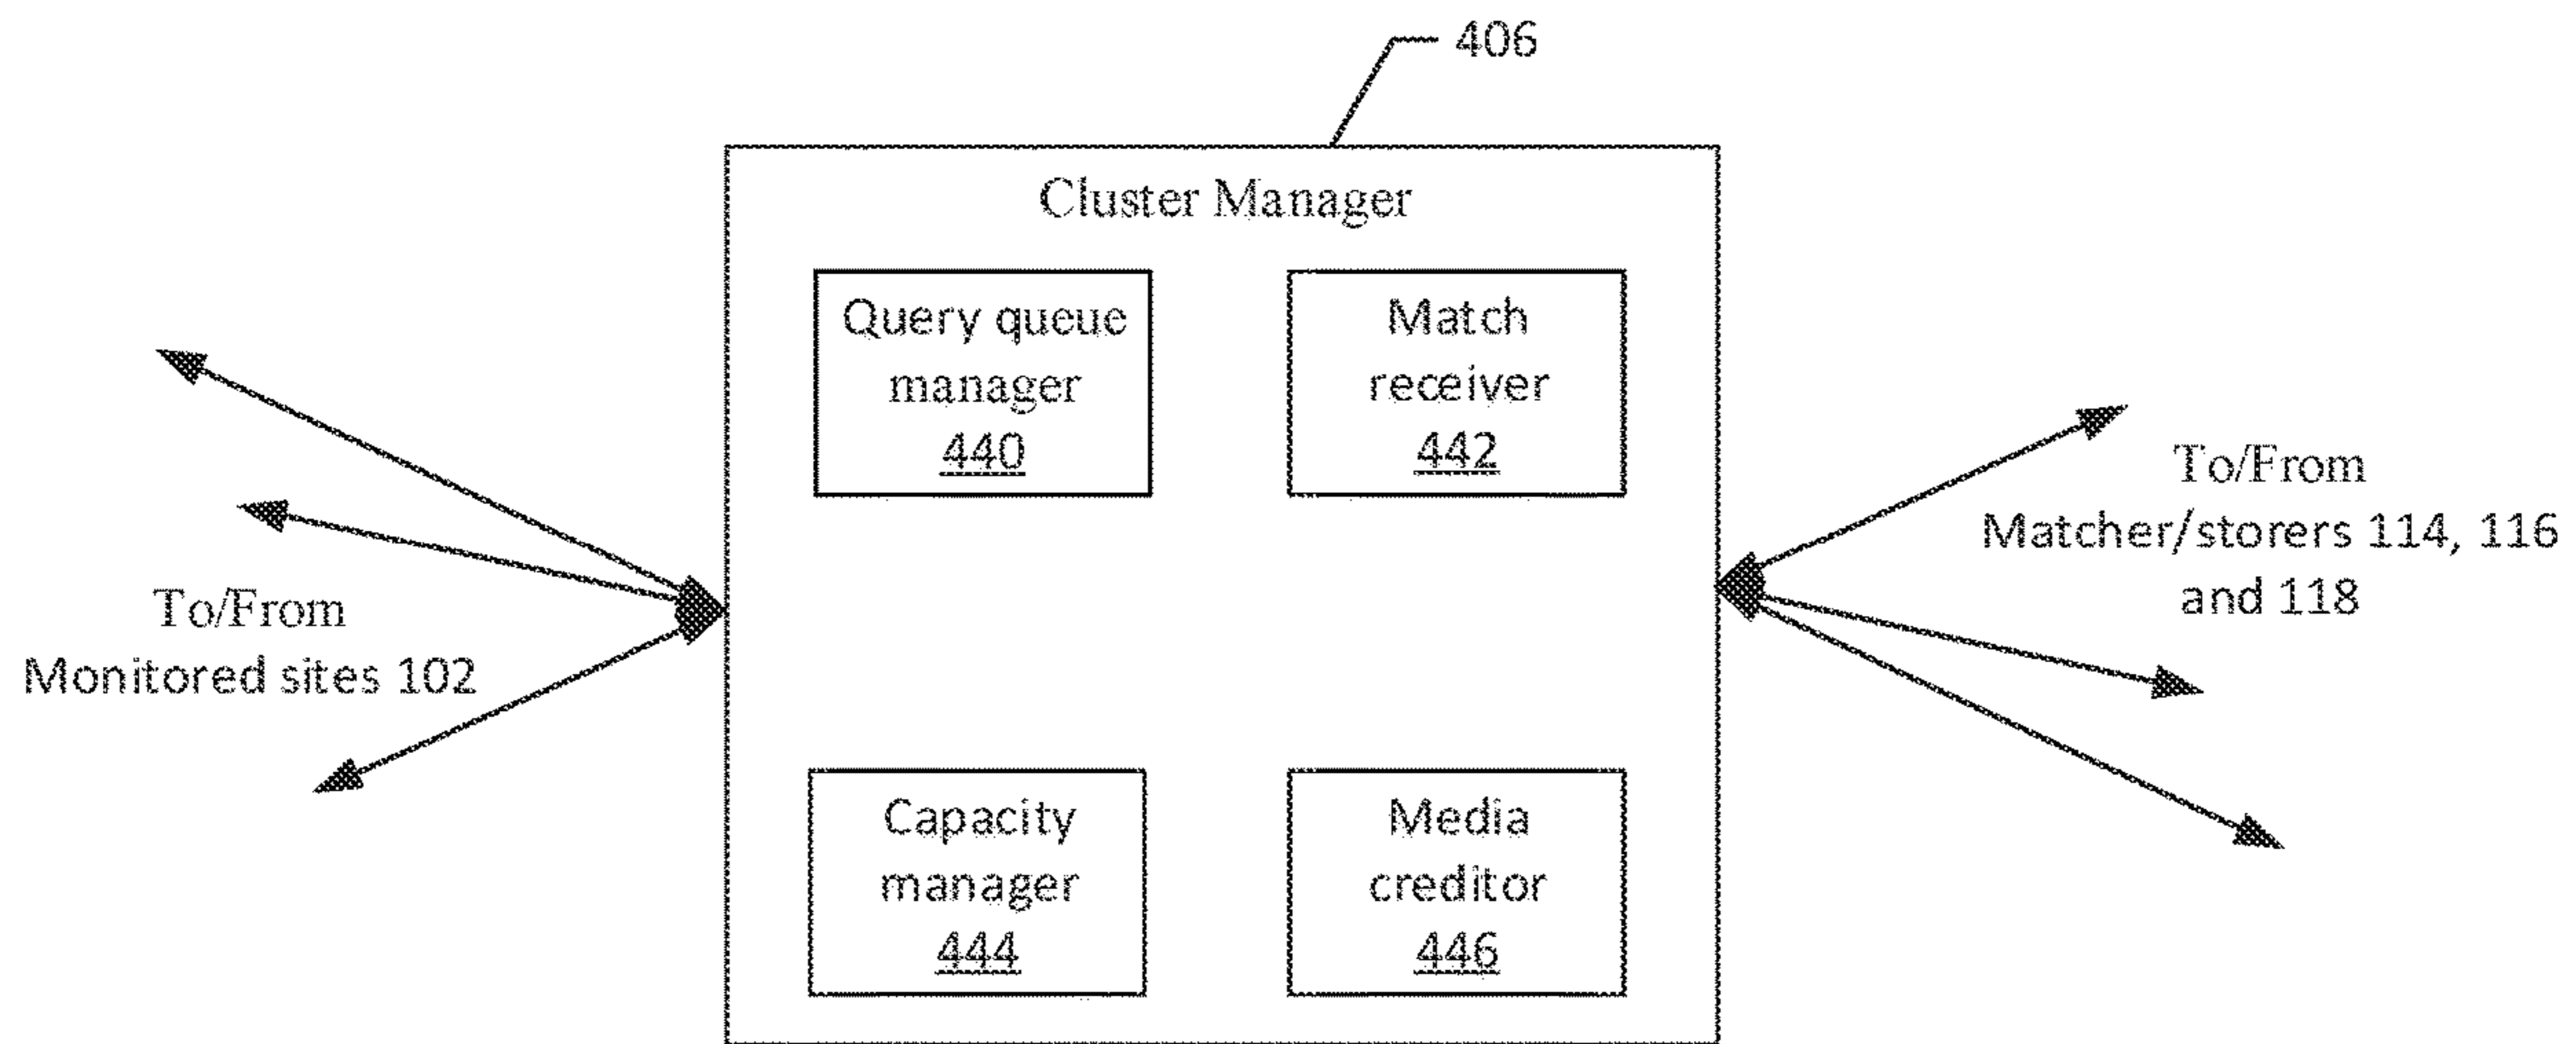 406
Cluster Manager
Query queue
manager
440
Match
receiver
442
To/From
Monitored sites 102
To/From
Matcher/storers 114, 116
and 118
Capacity
manager
444
Media
creditor
446